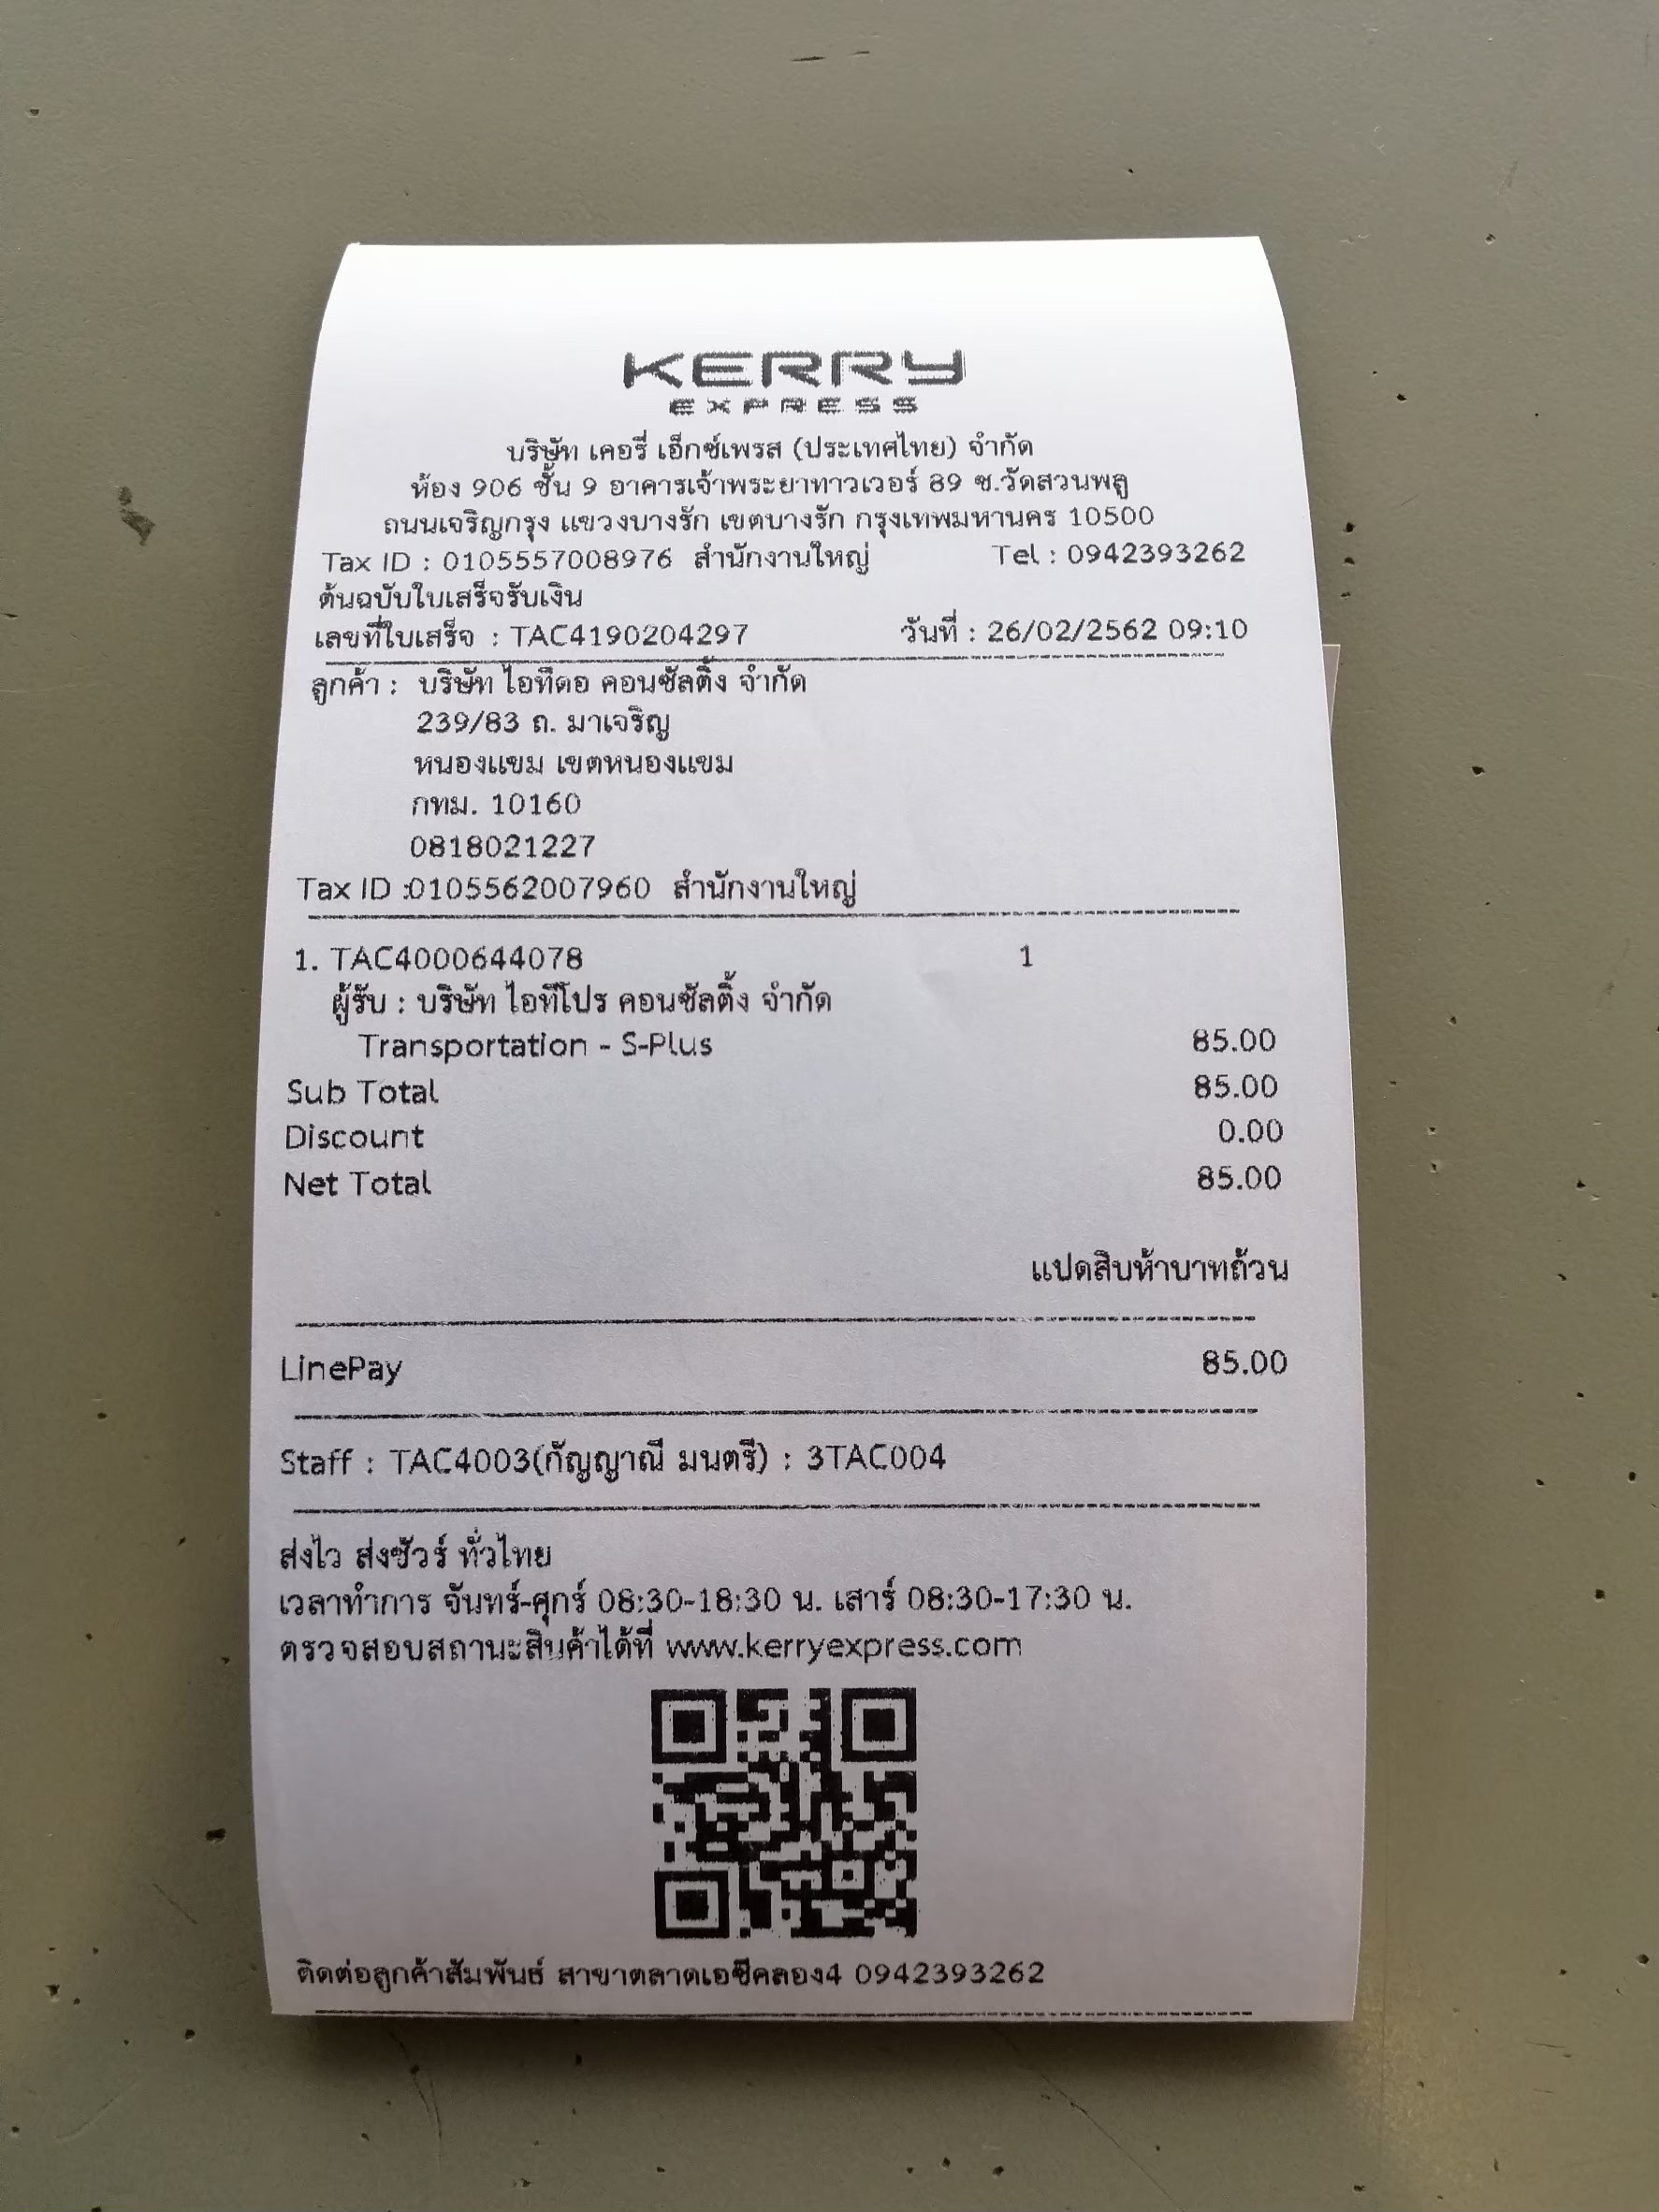 KERRY
EXPRESS
บริษัท เคอรี่ เอ็กซ์เพรส (ประเทศไทย) จำกัด
ห้อง 906 ชั้น 9 อาคารเจ้าพระยาทาวเวอร์ 89 ซ.วัดสวนพลู
ถนนเจริญกรุง แขวงบางรัก เขตบางรัก กรุงเทพมหานคร 10500
Tax ID : 0105557008976 สำนักงานใหญ่ Tel : 0942393262
ต้นฉบับใบเสร็จรับเงิน
เลขที่ใบเสร็จ : TAC4190204297 วันที่ : 26/02/2562 09:10
ลูกค้า : บริษัท ไอทีดอ คอนซัลติ้ง จำกัด
239/83 ถ. มาเจริญ
หนองแขม เขตหนองแขม
กทม. 10160
0818021227
Tax ID :0105562007960 สำนักงานใหญ่
1. TAC4000644078 1
ผู้รับ : บริษัท ไอทีโปร คอนซัลติ้ง จำกัด
Transportation - S-Plus 85.00
Sub Total 85.00
Discount 0.00
Net Total 85.00
แปดสิบห้าบาทถ้วน
LinePay 85.00
Staff : TAC4003(กัญญาณี มนตรี) : 3TAC004
ส่งไว ส่งชัวร์ ทั่วไทย
เวลาทำการ จันทร์-ศุกร์ 08:30-18:30 น. เสาร์ 08:30-17:30 น.
ตรวจสอบสถานะสินค้าได้ที่ www.kerryexpress.com
ติดต่อลูกค้าสัมพันธ์ สาขาตลาดเอซีคลอง4 0942393262